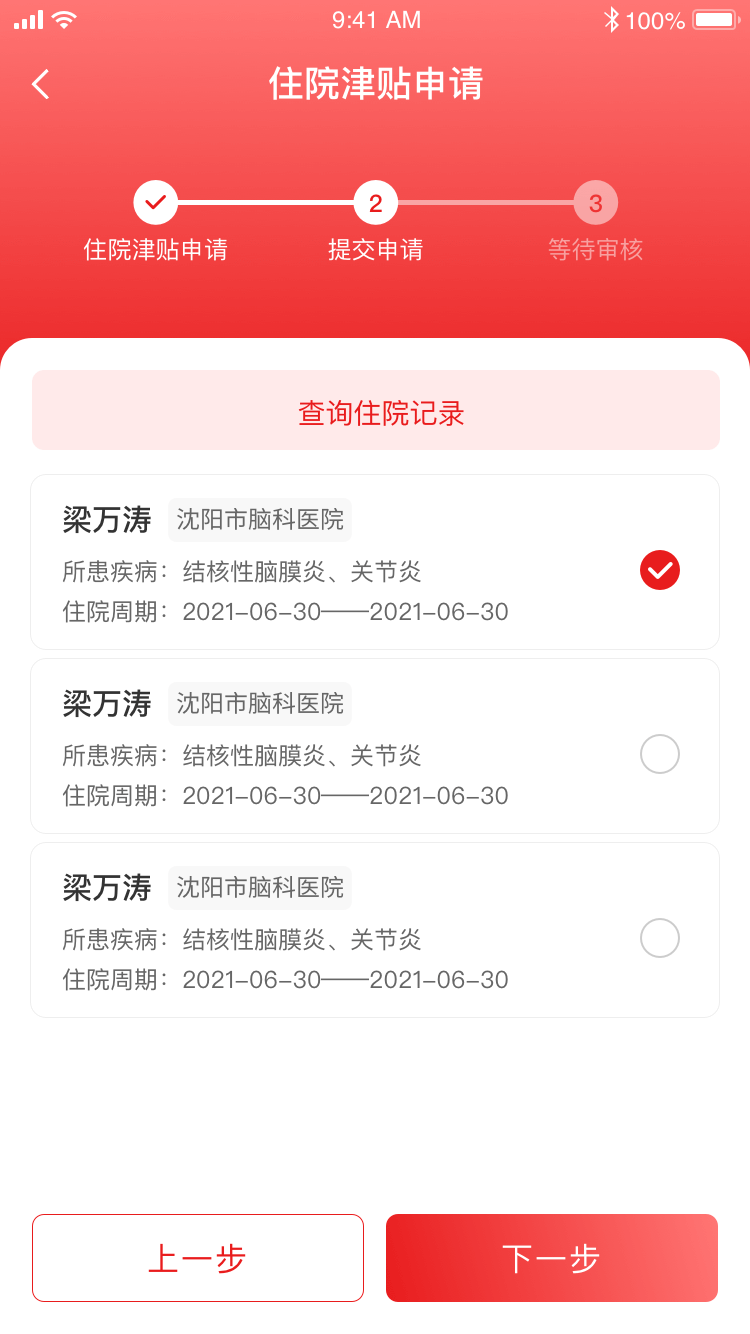 9:41 AM
100%
住院津贴申请
2
3
住院津贴申请
提交申请
等待审核
查询住院记录
梁万涛 沈阳市脑科医院
所患疾病：结核性脑膜炎、关节炎
住院周期：2021-06-30——2021-06-30
梁万涛 沈阳市脑科医院
所患疾病：结核性脑膜炎、关节炎
住院周期：2021-06-30——2021-06-30
梁万涛 沈阳市脑科医院
所患疾病：结核性脑膜炎、关节炎
住院周期：2021-06-30——2021-06-30
上一步
下一步